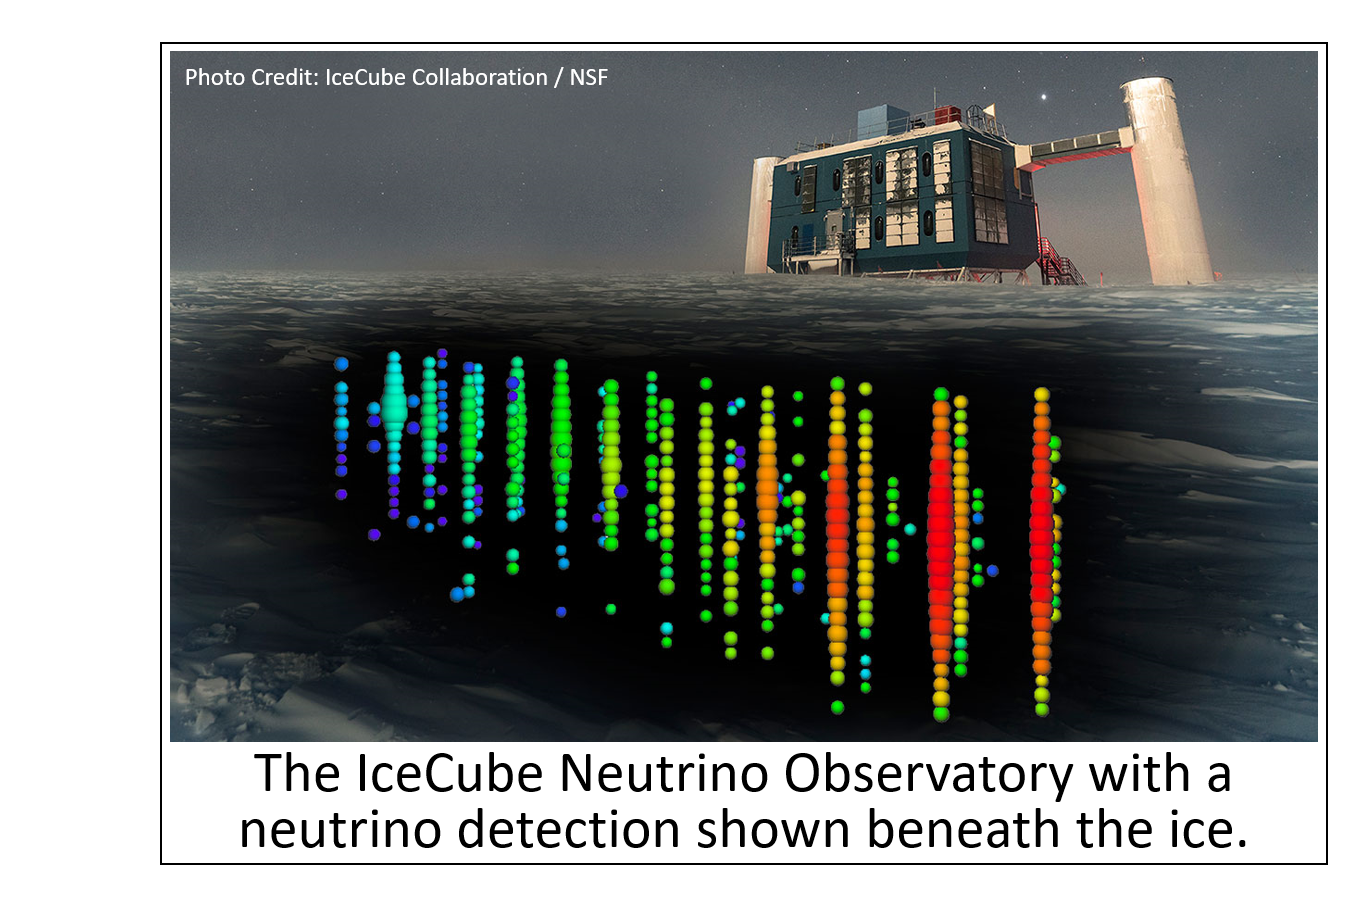 Photo Credit: IceCube Collaboration / NSF
The IceCube Neutrino Observatory with a
neutrino detection shown beneath the ice.